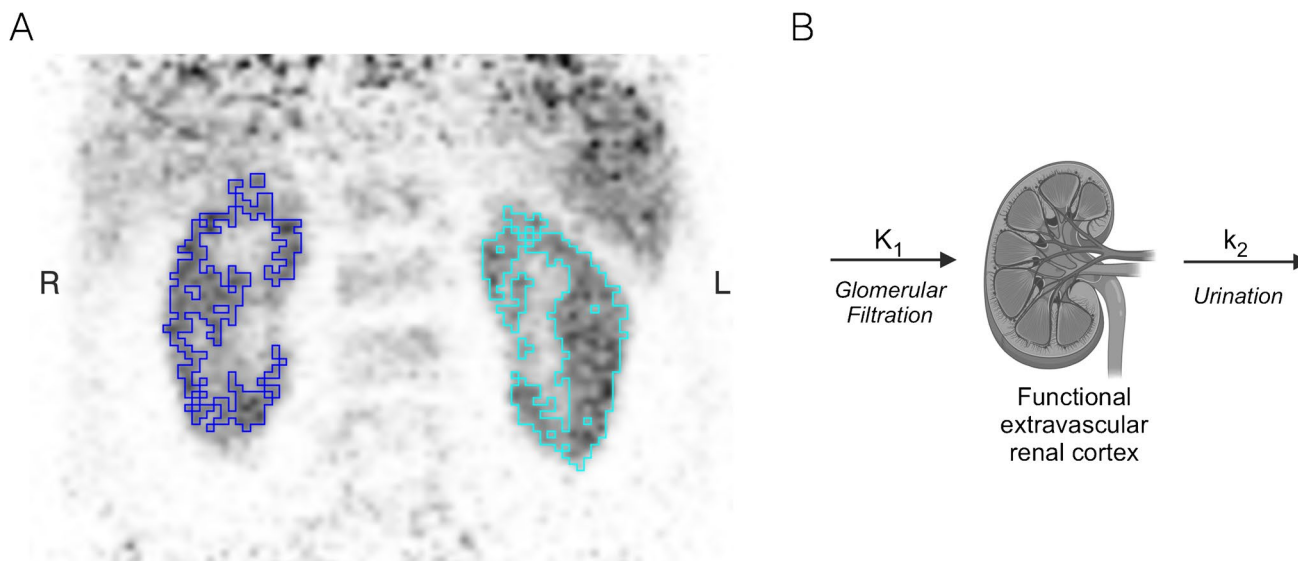 A
B
R
L
K₁
Glomerular
Filtration
k₂
Urination
Functional
extravascular
renal cortex